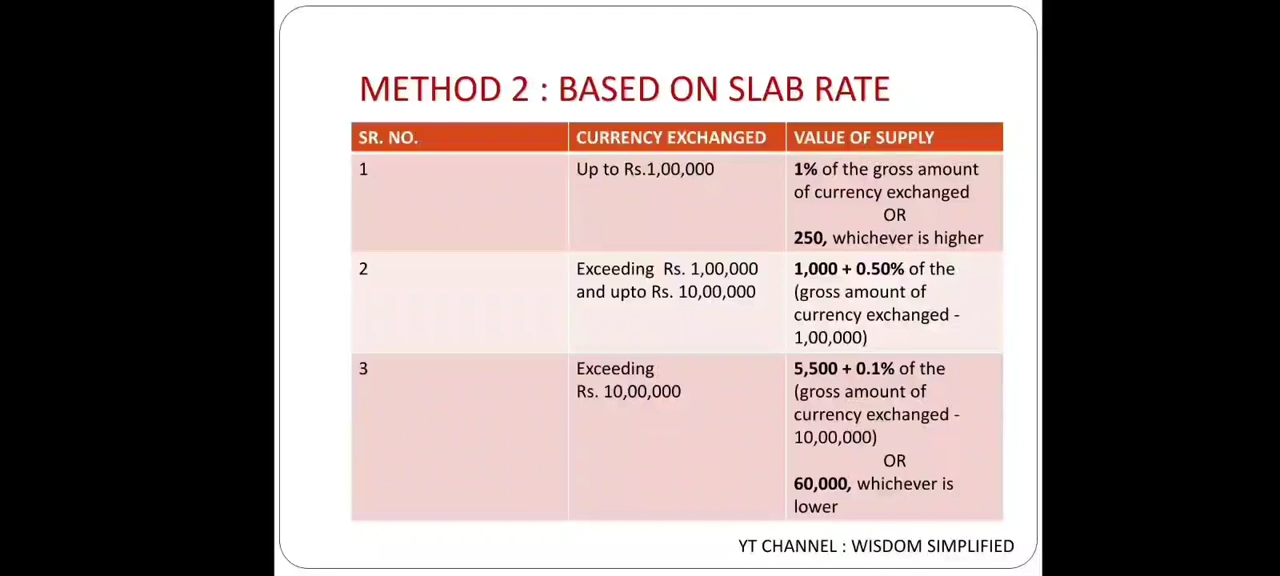 METHOD 2 : BASED ON SLAB RATE
SR. NO. CURRENCY EXCHANGED VALUE OF SUPPLY
1 Up to Rs.1,00,000 1% of the gross amount
of currency exchanged
OR
250, whichever is higher
2 Exceeding Rs. 1,00,000 1,000 + 0.50% of the
and upto Rs. 10,00,000 (gross amount of
currency exchanged -
1,00,000)
3 Exceeding 5,500 + 0.1% of the
Rs. 10,00,000 (gross amount of
currency exchanged -
10,00,000)
OR
60,000, whichever is
lower
YT CHANNEL : WISDOM SIMPLIFIED